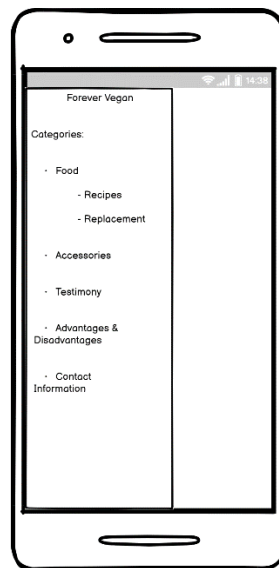 14:38
Forever Vegan
Categories:
· Food
- Recipes
- Replacement
· Accessories
· Testimony
· Advantages &
Disadvantages
· Contact
Information